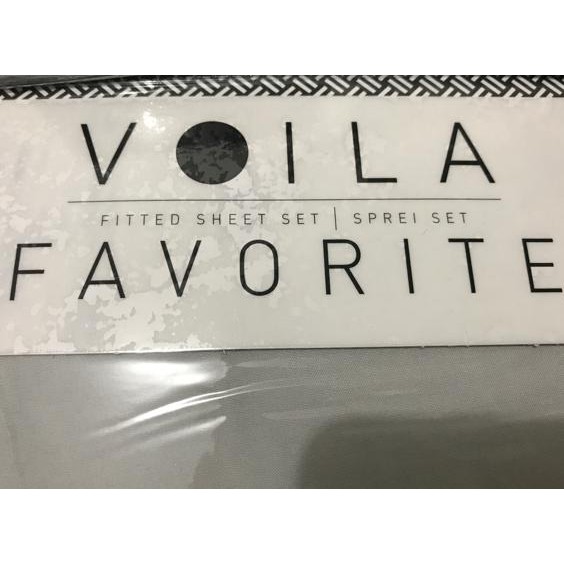 VOILA
FITTED SHEET SET | SPREI SET
FAVORITE